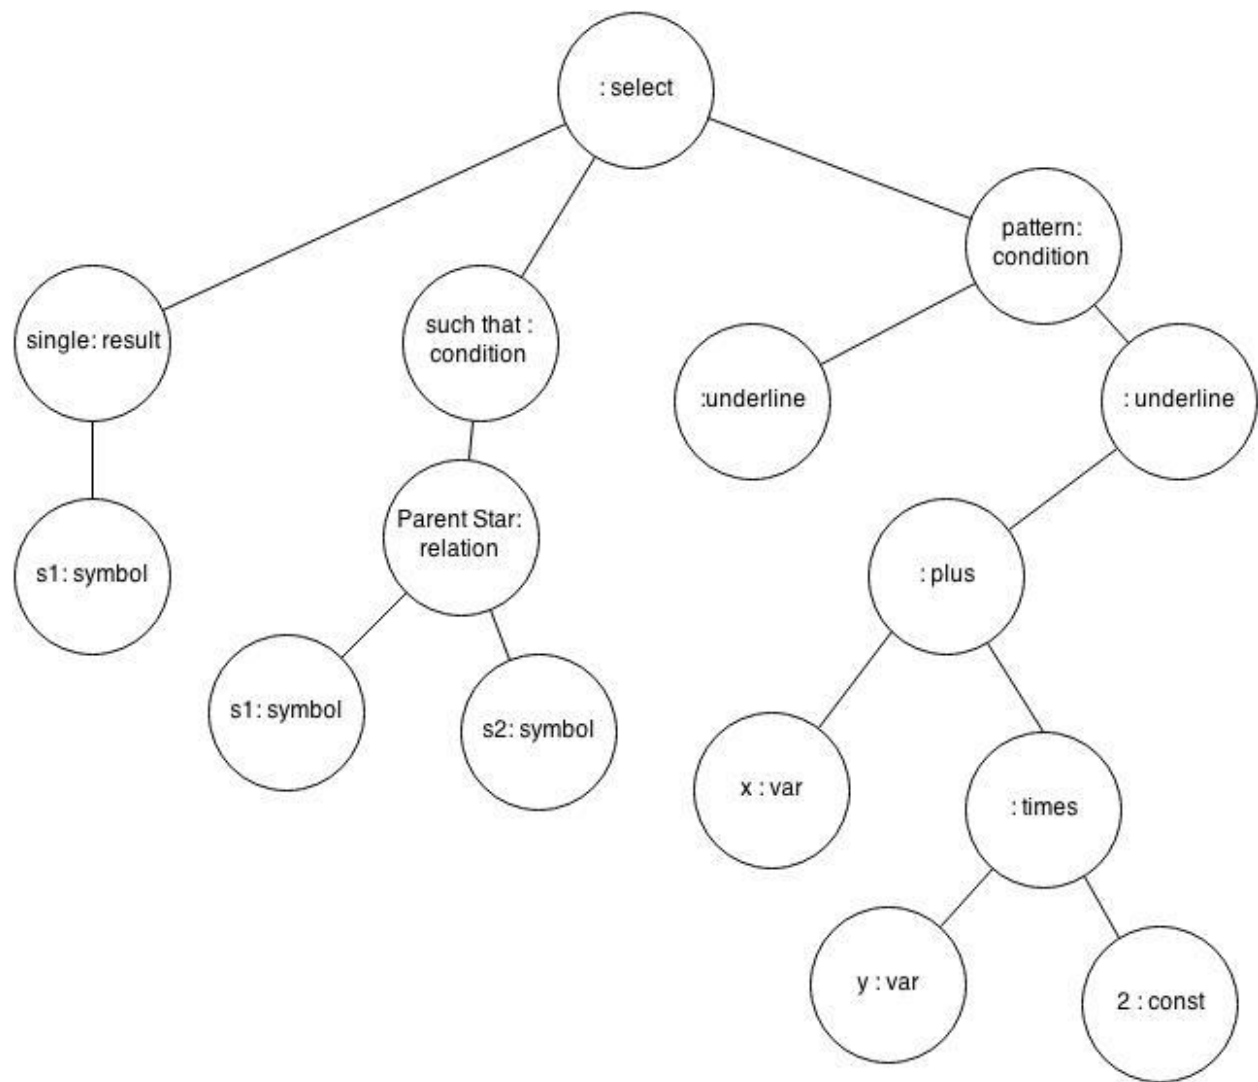 : select
pattern:
condition
single: result
such that :
condition
:underline
: underline
Parent Star:
relation
s1: symbol
: plus
s1: symbol
s2: symbol
x : var
: times
y : var
2 : const